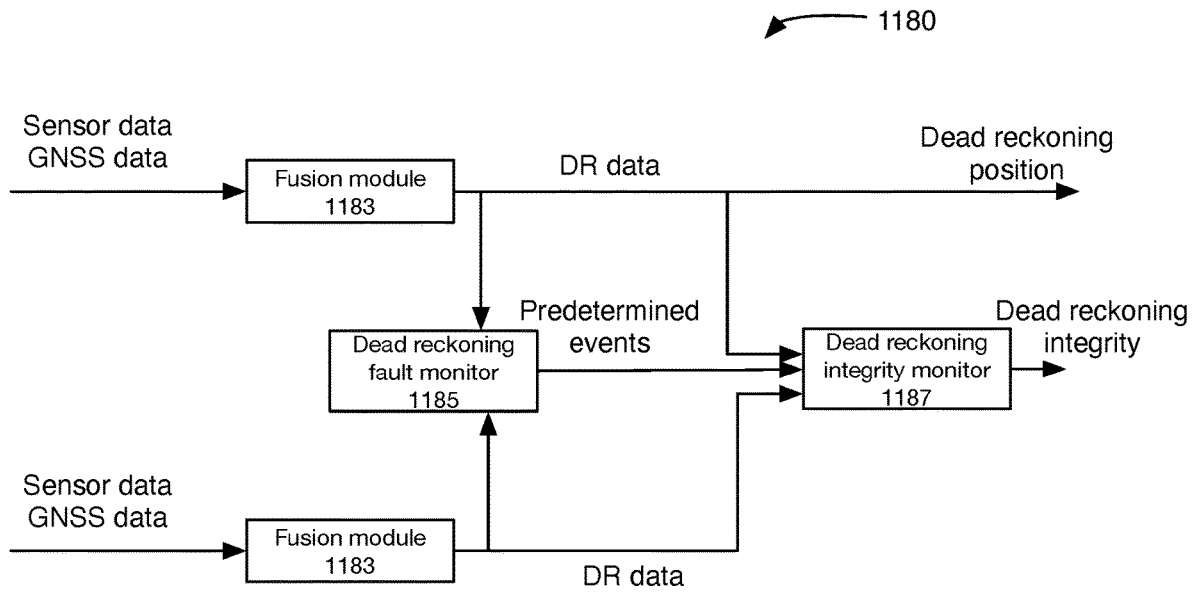 1180
Sensor data
GNSS data
Fusion module
1183
DR data
Dead reckoning
position
Predetermined
events
Dead reckoning
fault monitor
1185
Dead reckoning
integrity monitor
1187
Dead reckoning
integrity
Sensor data
GNSS data
Fusion module
1183
DR data